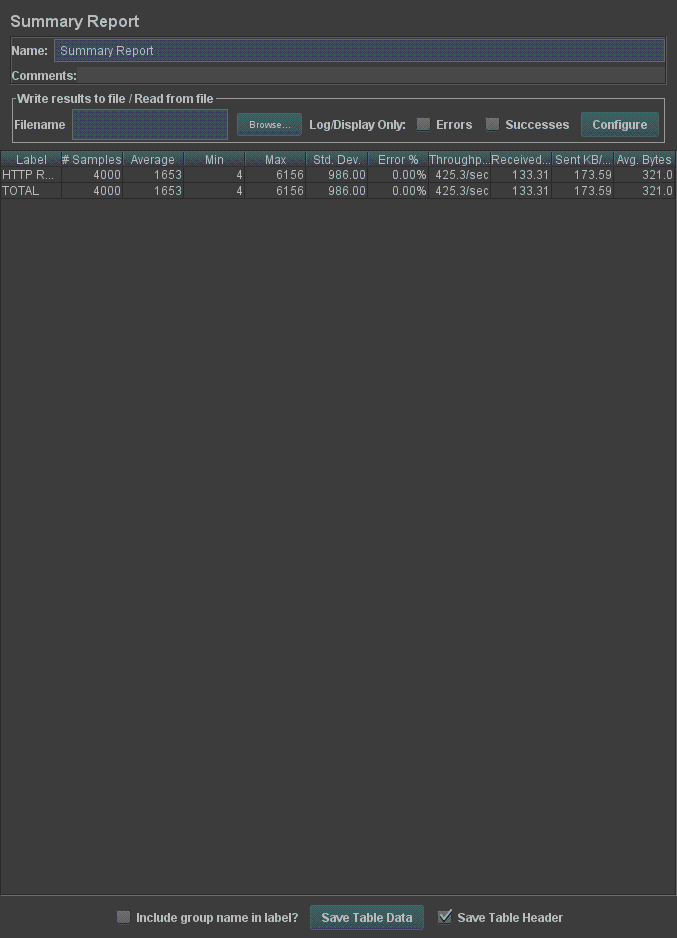 Summary Report
Name: Summary Report
Comments:
Write results to file / Read from file
Filename Browse... Log/Display Only: Errors Successes Configure
Label # Samples Average Min Max Std. Dev. Error % Throughp... Received... Sent KB/... Avg. Bytes
HTTP R... 4000 1653 4 6156 986.00 0.00% 425.3/sec 133.31 173.59 321.0
TOTAL 4000 1653 4 6156 986.00 0.00% 425.3/sec 133.31 173.59 321.0
Include group name in label? Save Table Data Save Table Header